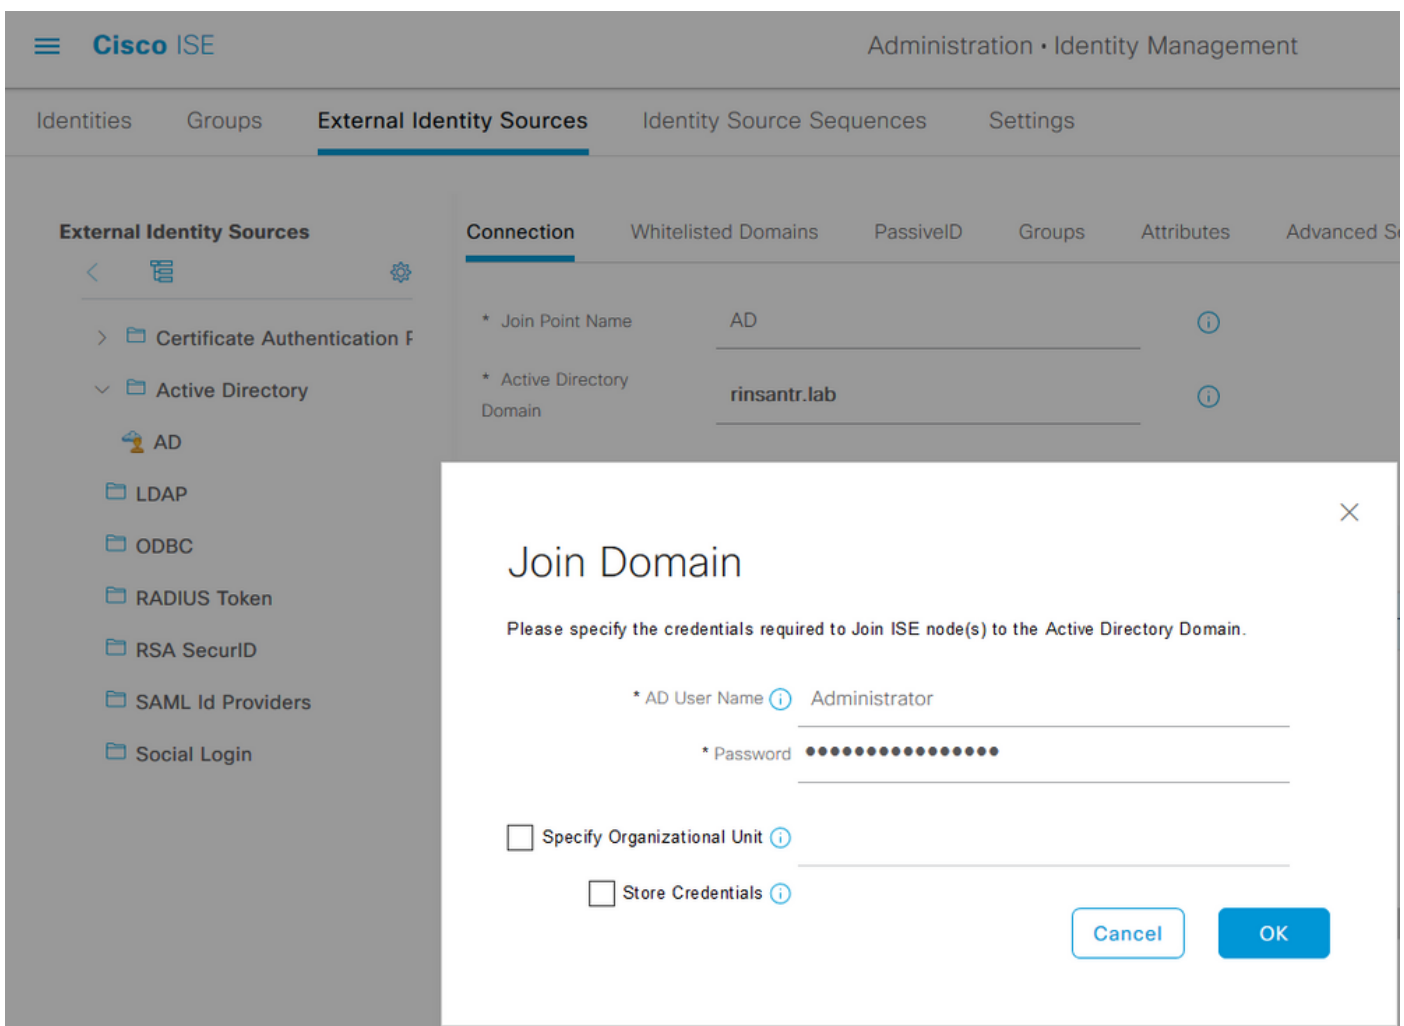 Cisco ISE
Administration · Identity Management
Identities Groups External Identity Sources Identity Source Sequences Settings
External Identity Sources
Certificate Authentication F
Active Directory
AD
LDAP
ODBC
RADIUS Token
RSA SecurID
SAML Id Providers
Social Login
Connection Whitelisted Domains PassiveID Groups Attributes Advanced Se
* Join Point Name AD
* Active Directory
Domain
rinsantr.lab
Join Domain
Please specify the credentials required to Join ISE node(s) to the Active Directory Domain.
* AD User Name Administrator
* Password ••••••••••••••••
Specify Organizational Unit
Store Credentials
Cancel OK